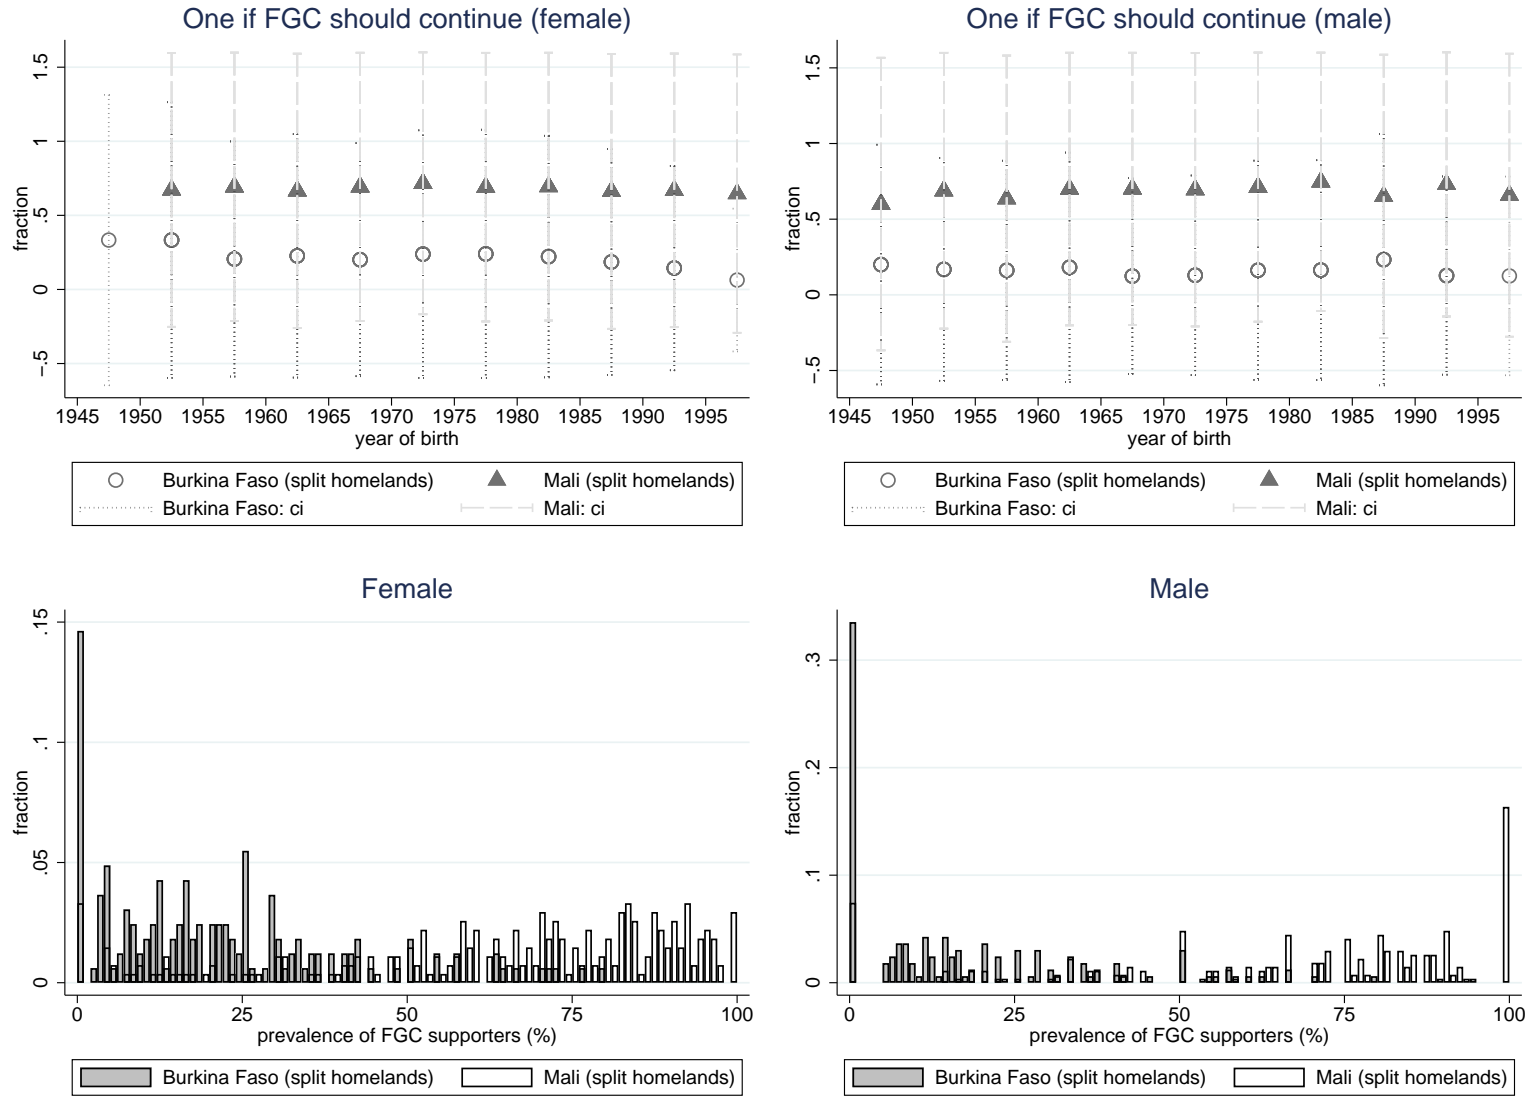 One if FGC should continue (female)
fraction
1.5
1
.5
0
-.5
1945 1950 1955 1960 1965 1970 1975 1980 1985 1990 1995
year of birth
Burkina Faso (split homelands) Mali (split homelands)
Burkina Faso: ci Mali: ci
One if FGC should continue (male)
fraction
1.5
1
.5
0
-.5
1945 1950 1955 1960 1965 1970 1975 1980 1985 1990 1995
year of birth
Burkina Faso (split homelands) Mali (split homelands)
Burkina Faso: ci Mali: ci
Female
fraction
.15
.1
.05
0
0 25 50 75 100
prevalence of FGC supporters (%)
Burkina Faso (split homelands) Mali (split homelands)
Male
fraction
.3
.2
.1
0
0 25 50 75 100
prevalence of FGC supporters (%)
Burkina Faso (split homelands) Mali (split homelands)